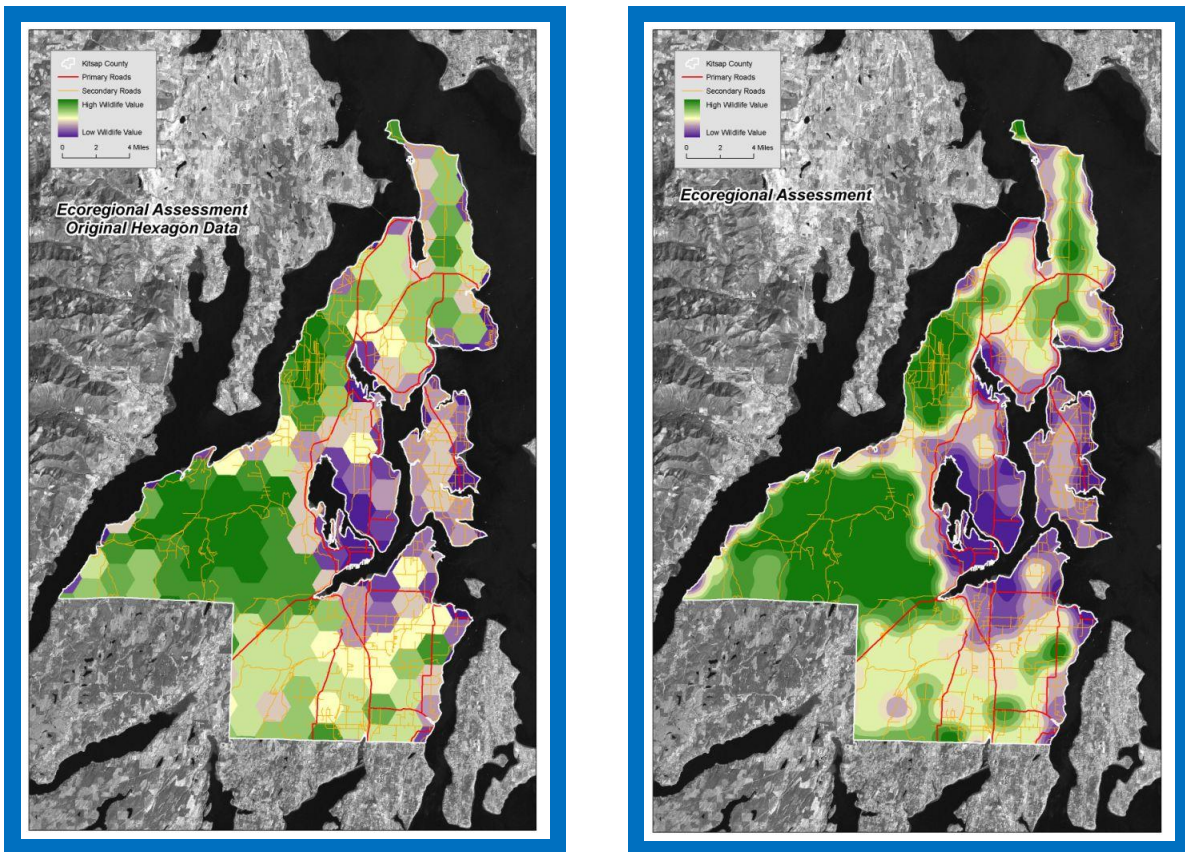 Kitsap County
Primary Roads
Secondary Roads
High Wildlife Value
Low Wildlife Value
0 2 4 Miles
Ecoregional Assessment
Original Hexagon Data
Kitsap County
Primary Roads
Secondary Roads
High Wildlife Value
Low Wildlife Value
0 2 4 Miles
Ecoregional Assessment